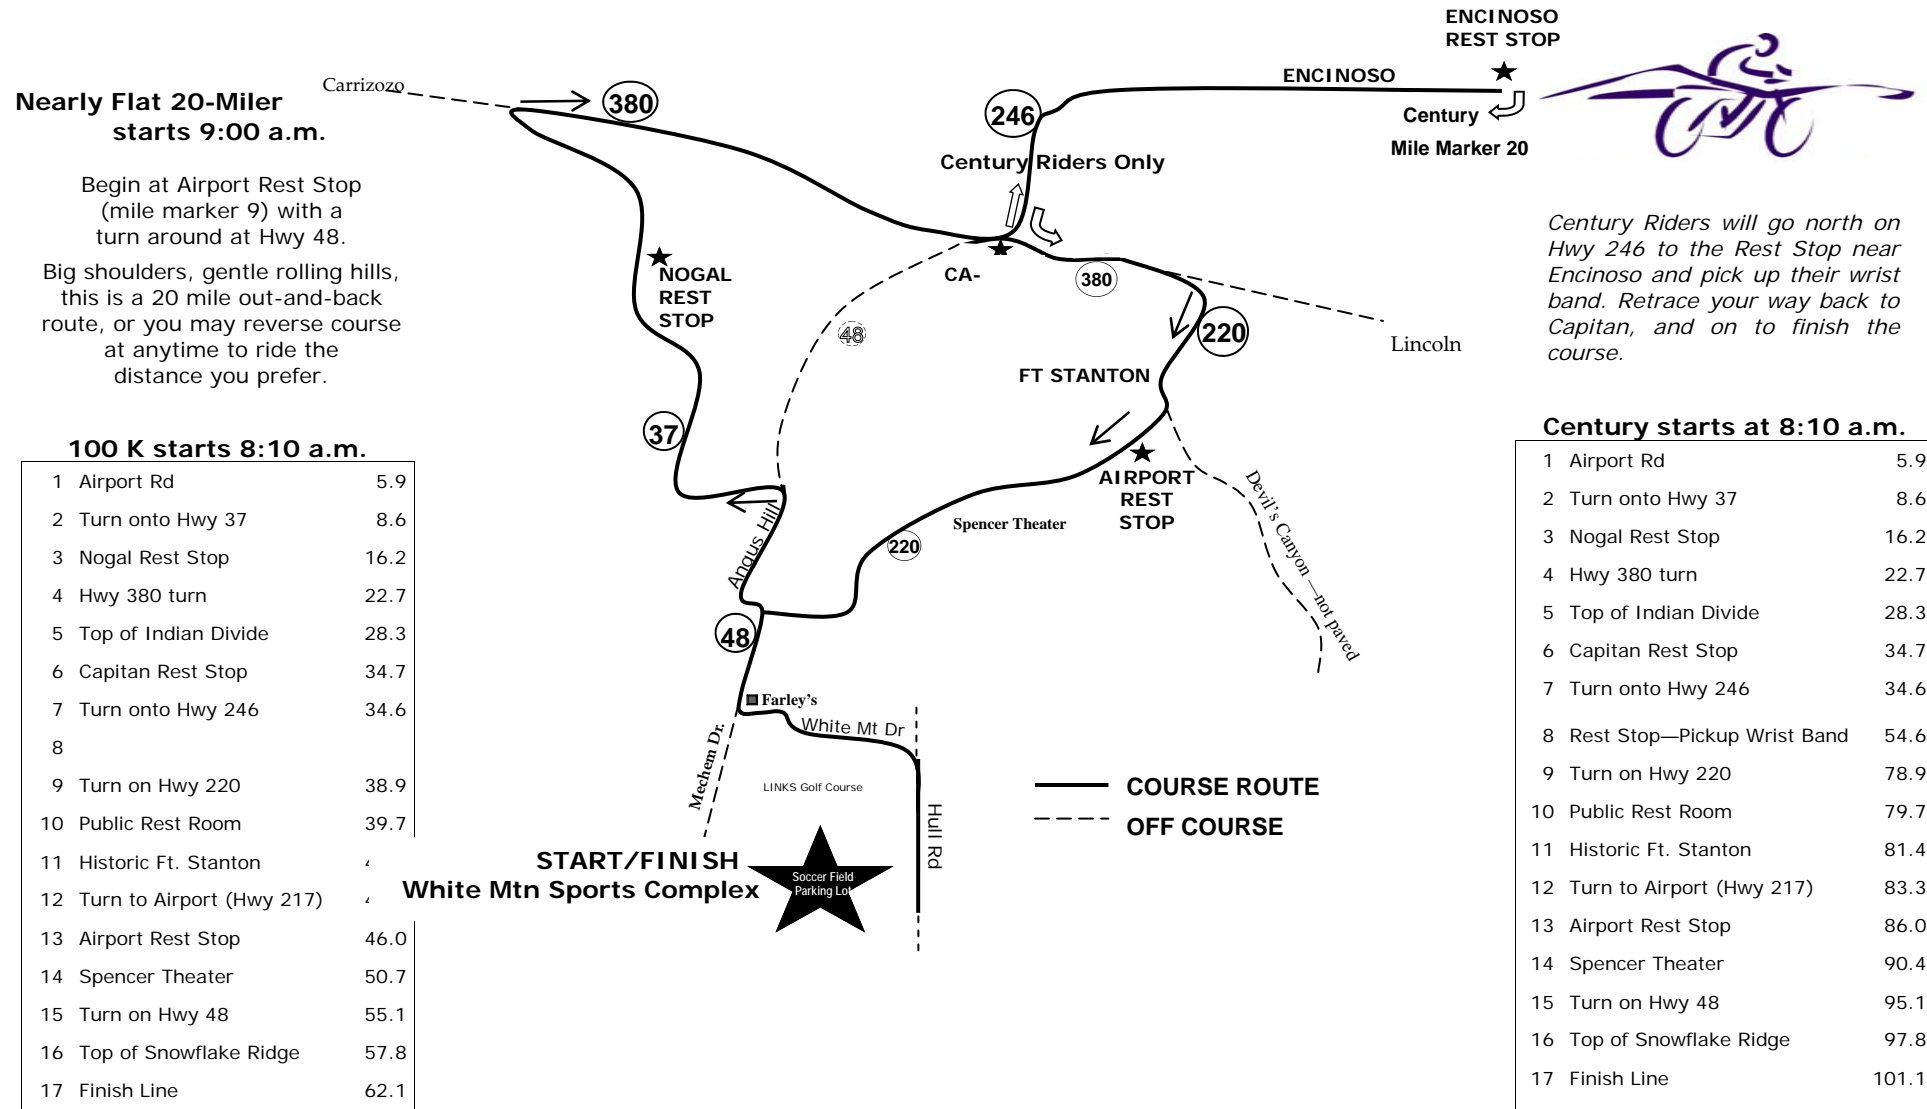 Nearly Flat 20-Miler
starts 9:00 a.m.
Begin at Airport Rest Stop
(mile marker 9) with a
turn around at Hwy 48.
Big shoulders, gentle rolling hills,
this is a 20 mile out-and-back
route, or you may reverse course
at anytime to ride the
distance you prefer.
100 K starts 8:10 a.m.
1 Airport Rd 5.9
2 Turn onto Hwy 37 8.6
3 Nogal Rest Stop 16.2
4 Hwy 380 turn 22.7
5 Top of Indian Divide 28.3
6 Capitan Rest Stop 34.7
7 Turn onto Hwy 246 34.6
8
9 Turn on Hwy 220 38.9
10 Public Rest Room 39.7
11 Historic Ft. Stanton
12 Turn to Airport (Hwy 217)
13 Airport Rest Stop 46.0
14 Spencer Theater 50.7
15 Turn on Hwy 48 55.1
16 Top of Snowflake Ridge 57.8
17 Finish Line 62.1
Carrizozo
380
246
ENCINOSO
ENCINOSO
REST STOP
Century
Mile Marker 20
Century Riders Only
NOGAL
REST
STOP
CA-
380
48
220
Lincoln
FT STANTON
37
AIRPORT
REST
STOP
Spencer Theater
220
Devil's Canyon —not paved
Angus Hill
48
Farley's
White Mt Dr
Mechem Dr.
LINKS Golf Course
Hull Rd
COURSE ROUTE
OFF COURSE
START/FINISH
White Mtn Sports Complex
Soccer Field
Parking Lot
Century Riders will go north on
Hwy 246 to the Rest Stop near
Encinoso and pick up their wrist
band. Retrace your way back to
Capitan, and on to finish the
course.
Century starts at 8:10 a.m.
1 Airport Rd 5.9
2 Turn onto Hwy 37 8.6
3 Nogal Rest Stop 16.2
4 Hwy 380 turn 22.7
5 Top of Indian Divide 28.3
6 Capitan Rest Stop 34.7
7 Turn onto Hwy 246 34.6
8 Rest Stop—Pickup Wrist Band 54.6
9 Turn on Hwy 220 78.9
10 Public Rest Room 79.7
11 Historic Ft. Stanton 81.4
12 Turn to Airport (Hwy 217) 83.3
13 Airport Rest Stop 86.0
14 Spencer Theater 90.4
15 Turn on Hwy 48 95.1
16 Top of Snowflake Ridge 97.8
17 Finish Line 101.1